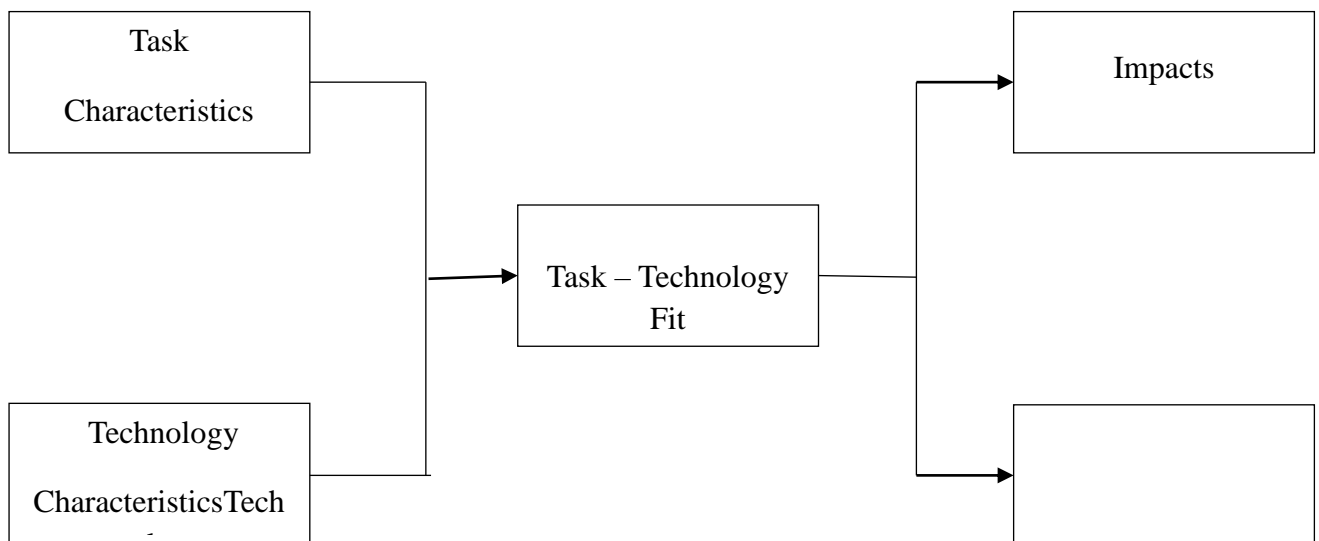 Task
Characteristics
Impacts
Task – Technology
Fit
Technology
CharacteristicsTech